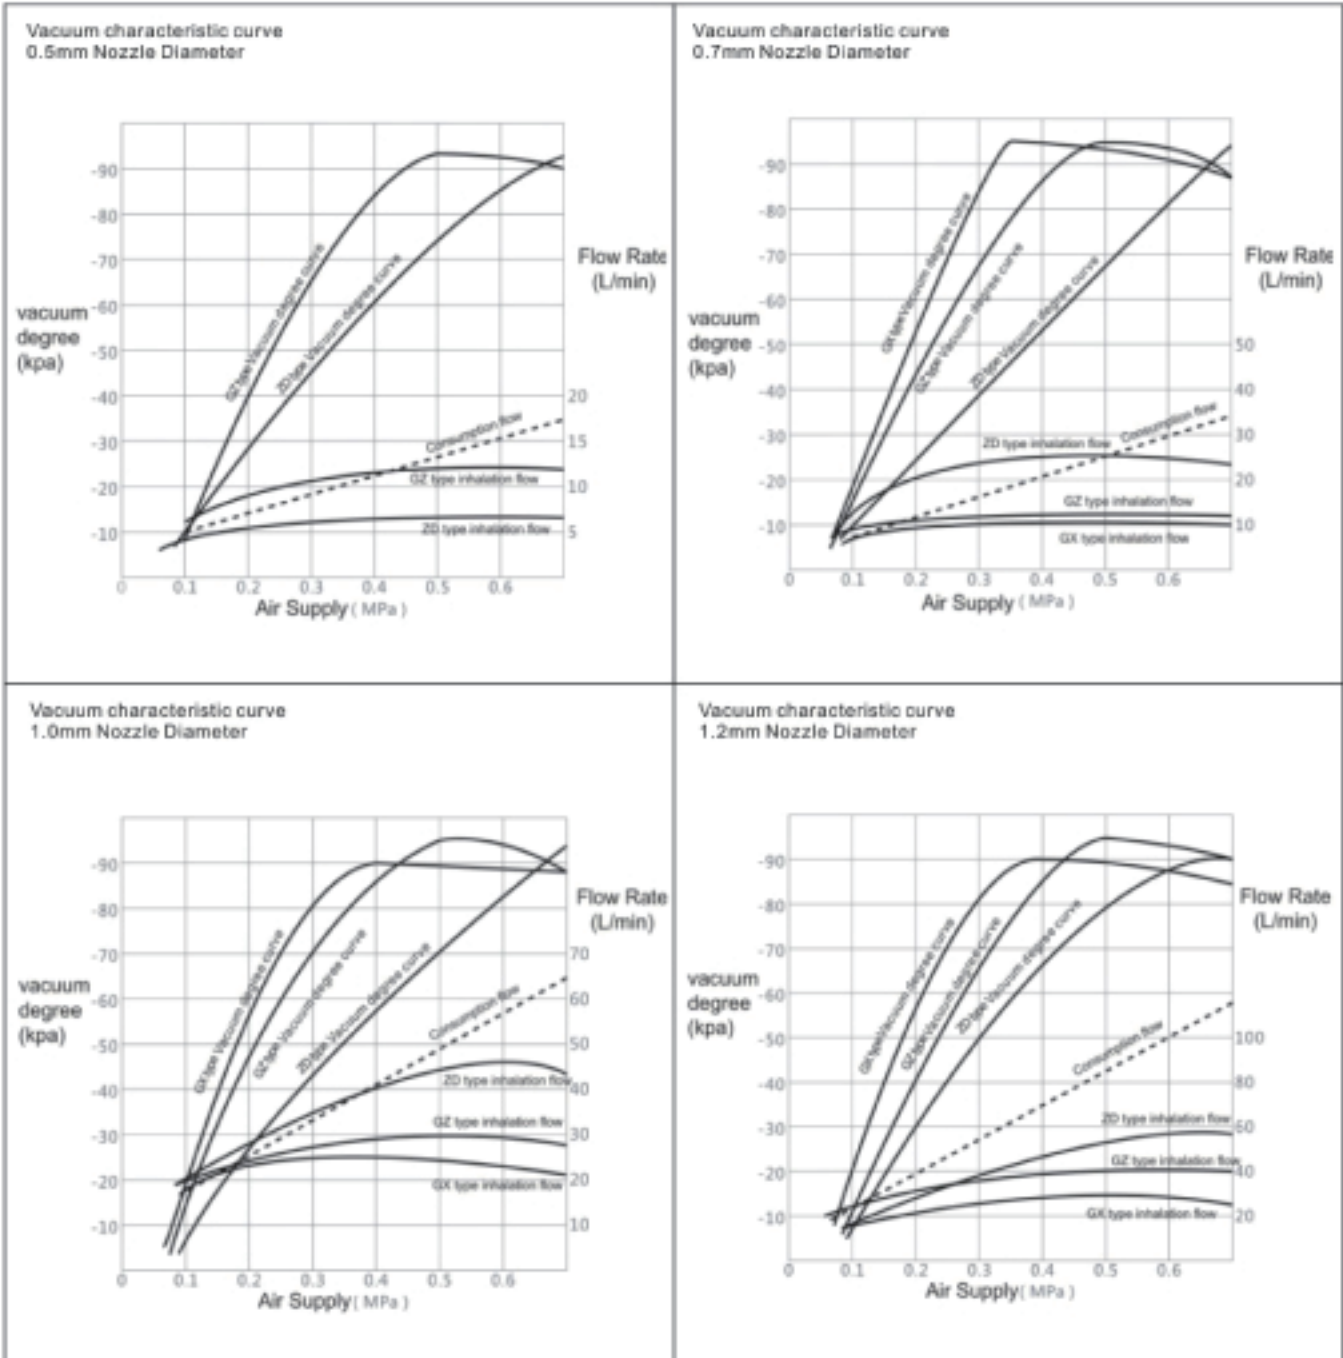 Vacuum characteristic curve
0.5mm Nozzle Diameter
-90
-80
-70
-60
-50
-40
-30
-20
-10
vacuum
degree
(kpa)
GZ type Vacuum degree curve
ZD type Vacuum degree curve
Consumption flow
GZ type inhalation flow
ZD type inhalation flow
Flow Rate
(L/min)
20
15
10
5
0 0.1 0.2 0.3 0.4 0.5 0.6
Air Supply ( MPa )
Vacuum characteristic curve
0.7mm Nozzle Diameter
-90
-80
-70
-60
-50
-40
-30
-20
-10
vacuum
degree
(kpa)
GX type Vacuum degree curve
GZ type Vacuum degree curve
ZD type Vacuum degree curve
ZD type inhalation flow
Consumption flow
GZ type inhalation flow
GX type inhalation flow
Flow Rate
(L/min)
50
40
30
20
10
0 0.1 0.2 0.3 0.4 0.5 0.6
Air Supply ( MPa )
Vacuum characteristic curve
1.0mm Nozzle Diameter
-90
-80
-70
-60
-50
-40
-30
-20
-10
vacuum
degree
(kpa)
GX type Vacuum degree curve
GZ type Vacuum degree curve
ZD type Vacuum degree curve
Consumption flow
ZD type inhalation flow
GZ type inhalation flow
GX type inhalation flow
Flow Rate
(L/min)
70
60
50
40
30
20
10
0 0.1 0.2 0.3 0.4 0.5 0.6
Air Supply ( MPa )
Vacuum characteristic curve
1.2mm Nozzle Diameter
-90
-80
-70
-60
-50
-40
-30
-20
-10
vacuum
degree
(kpa)
GX type Vacuum degree curve
GZ type Vacuum degree curve
ZD type Vacuum degree curve
Consumption flow
ZD type inhalation flow
GZ type inhalation flow
GX type inhalation flow
Flow Rate
(L/min)
100
80
60
40
20
0 0.1 0.2 0.3 0.4 0.5 0.6
Air Supply ( MPa )